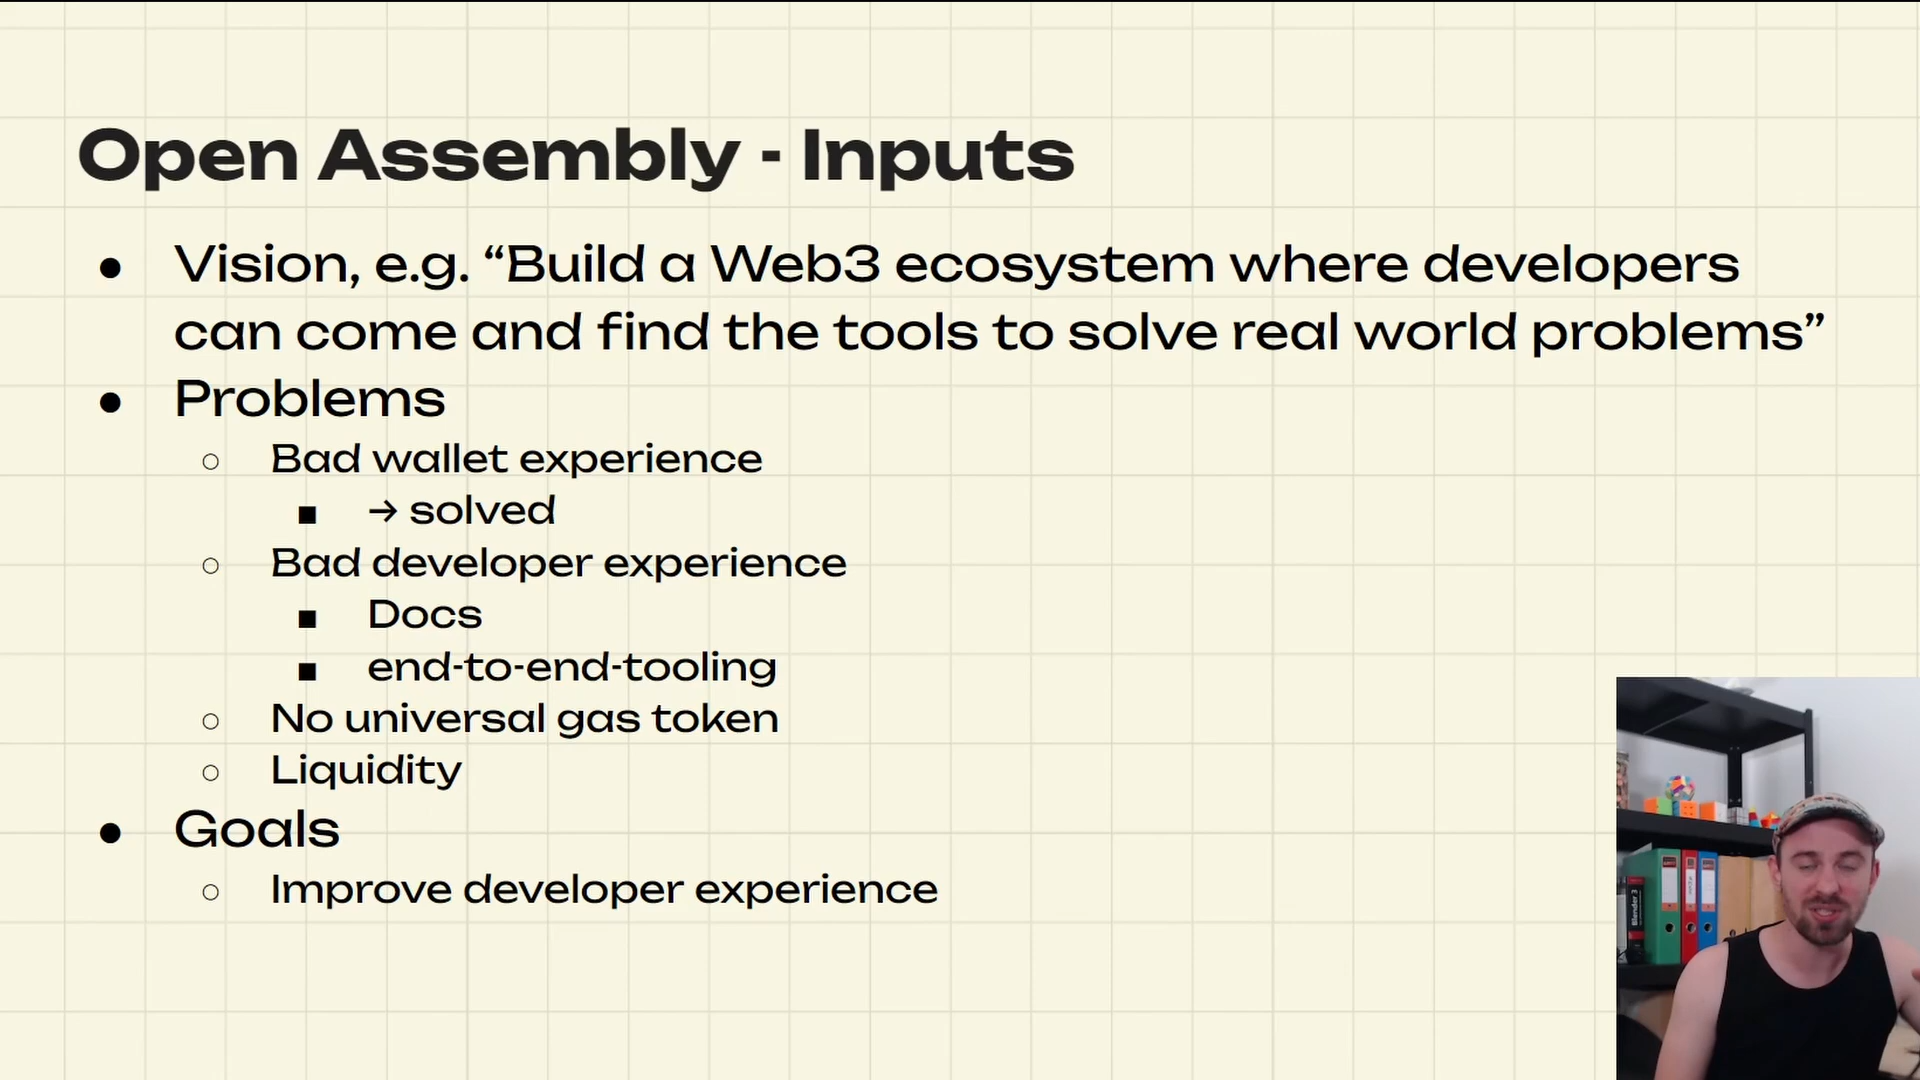 Open Assembly - Inputs
● Vision, e.g. “Build a Web3 ecosystem where developers
can come and find the tools to solve real world problems”
● Problems
○ Bad wallet experience
■ → solved
○ Bad developer experience
■ Docs
■ end-to-end-tooling
○ No universal gas token
○ Liquidity
● Goals
○ Improve developer experience
Blender 3